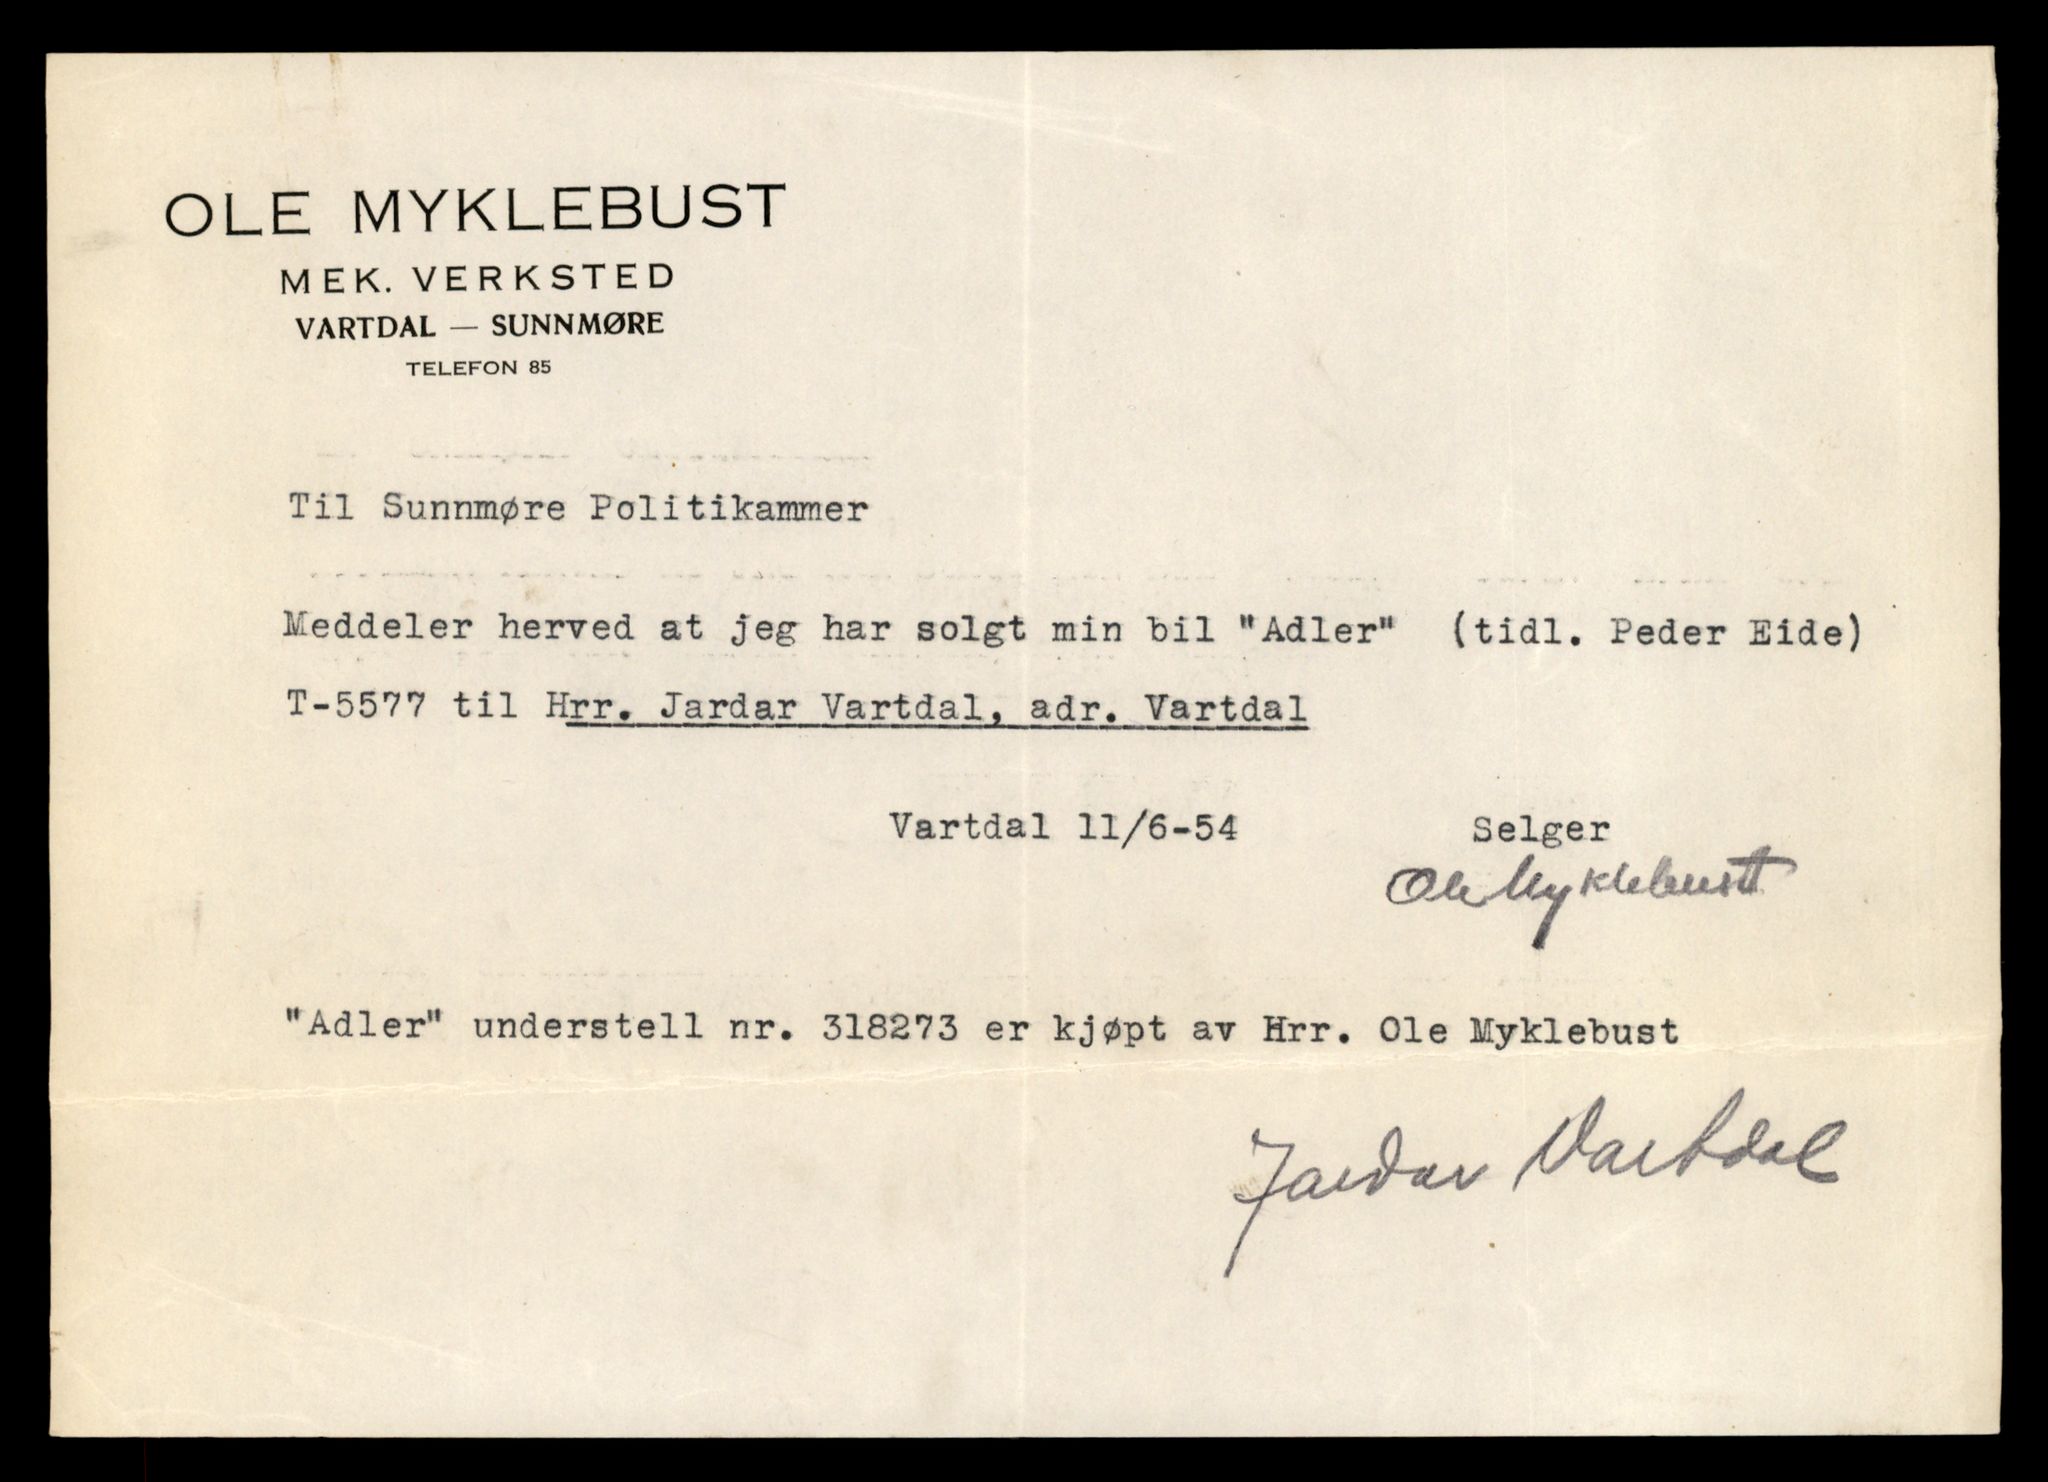 OLE MYKLEBUST
MEK. VERKSTED
VARTDAL — SUNNMØRE
TELEFON 85
Til Sunnmøre Politikammer
Meddeler herved at jeg har solgt min bil "Adler" (tidl. Peder Eide)
T-5577 til Hrr. Jardar Vartdal, adr. Vartdal
Vartdal 11/6-54 Selger
Ole Myklebust
"Adler" understell nr. 318273 er kjøpt av Hrr. Ole Myklebust
Jardar Vartdal